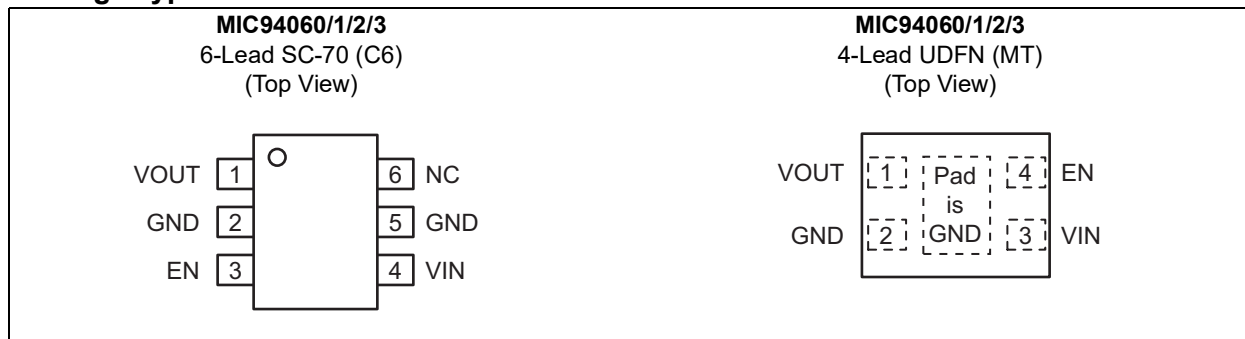 MIC94060/1/2/3
6-Lead SC-70 (C6)
(Top View)
VOUT 1
6 NC
GND 2
5 GND
EN 3
4 VIN
MIC94060/1/2/3
4-Lead UDFN (MT)
(Top View)
VOUT 1 Pad 4 EN
is
GND 2 GND 3 VIN